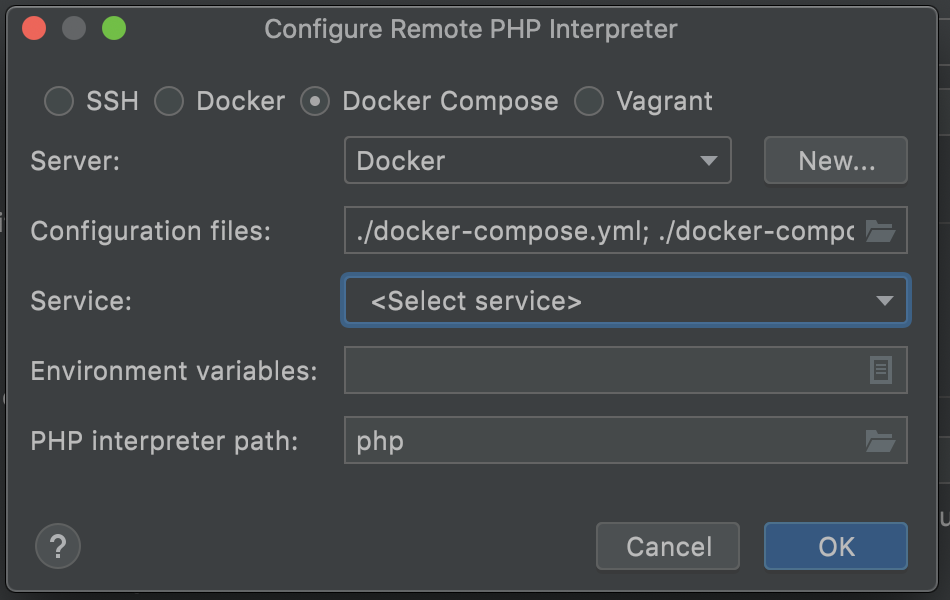 Configure Remote PHP Interpreter
SSH Docker Docker Compose Vagrant
Server: Docker New...
Configuration files: ./docker-compose.yml; ./docker-compo
Service: <Select service>
Environment variables:
PHP interpreter path: php
? Cancel OK